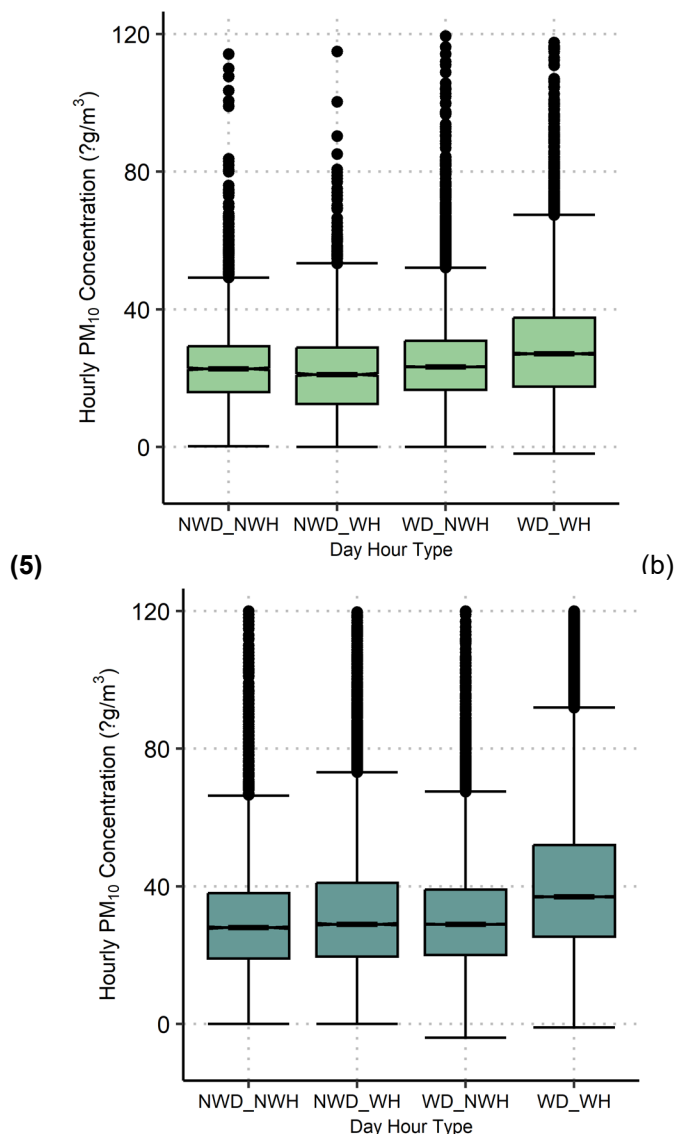 120
80
40
0
Hourly PM₁₀ Concentration (?g/m³)
NWD_NWH NWD_WH WD_NWH WD_WH
Day Hour Type
(5) (b)
120
80
40
0
Hourly PM₁₀ Concentration (?g/m³)
NWD_NWH NWD_WH WD_NWH WD_WH
Day Hour Type